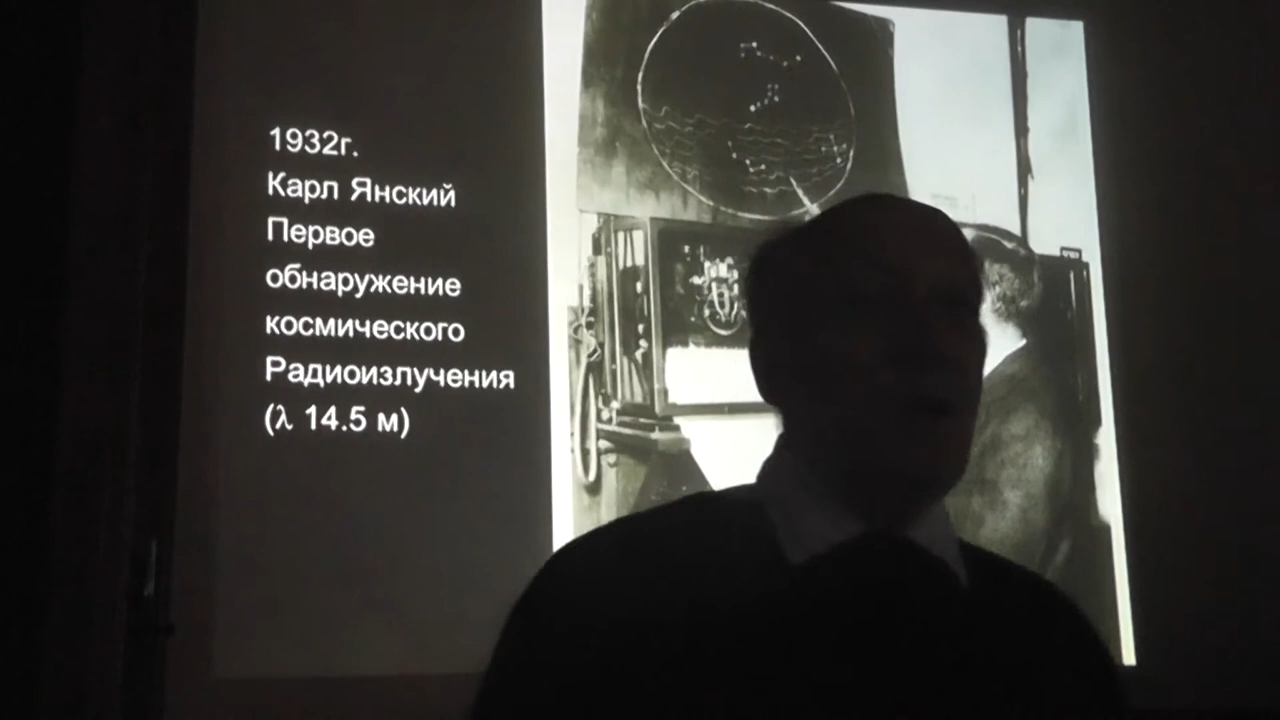 1932г.
Карл Янский
Первое
обнаружение
космического
Радиоизлучения
(λ 14.5 м)